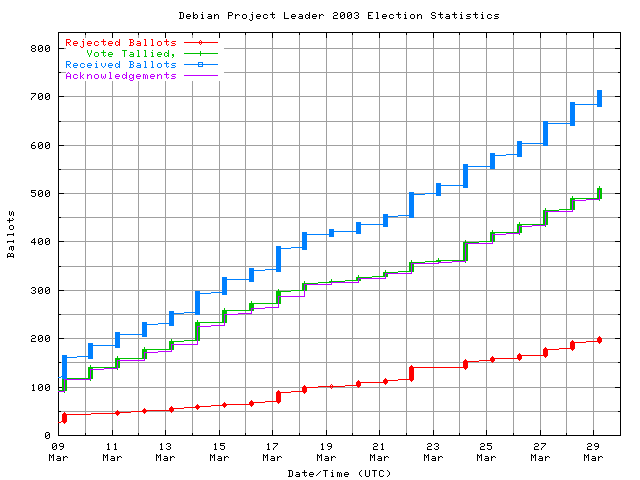 Debian Project Leader 2003 Election Statistics
Rejected Ballots
Vote Tallied,
Received Ballots
Acknowledgements
800
700
600
500
400
300
200
100
0
Ballots
09 11 13 15 17 19 21 23 25 27 29
Mar Mar Mar Mar Mar Mar Mar Mar Mar Mar Mar
Date/Time (UTC)